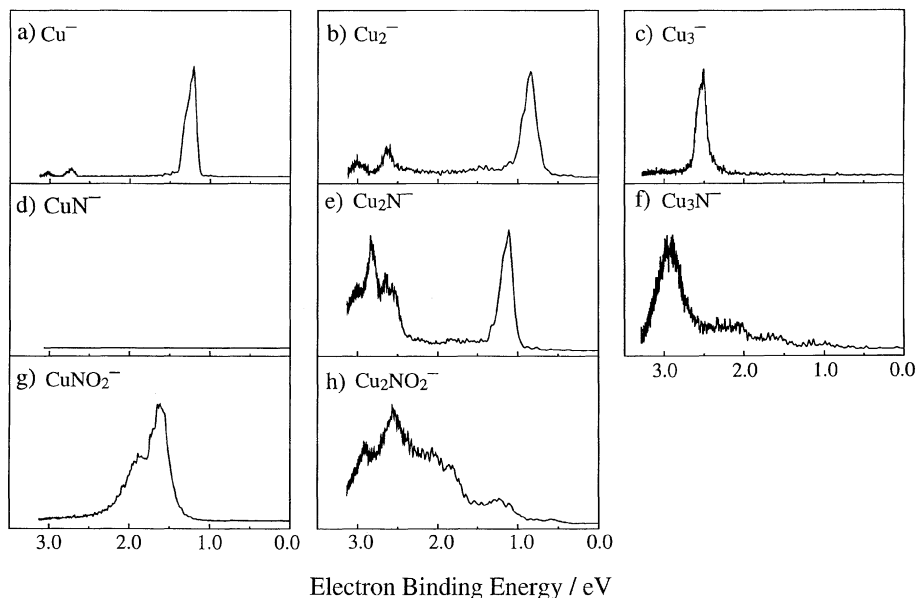 a) Cu⁻
b) Cu₂⁻
c) Cu₃⁻
d) CuN⁻
e) Cu₂N⁻
f) Cu₃N⁻
g) CuNO₂⁻
h) Cu₂NO₂⁻
3.0 2.0 1.0 0.0
3.0 2.0 1.0 0.0
3.0 2.0 1.0 0.0
Electron Binding Energy / eV